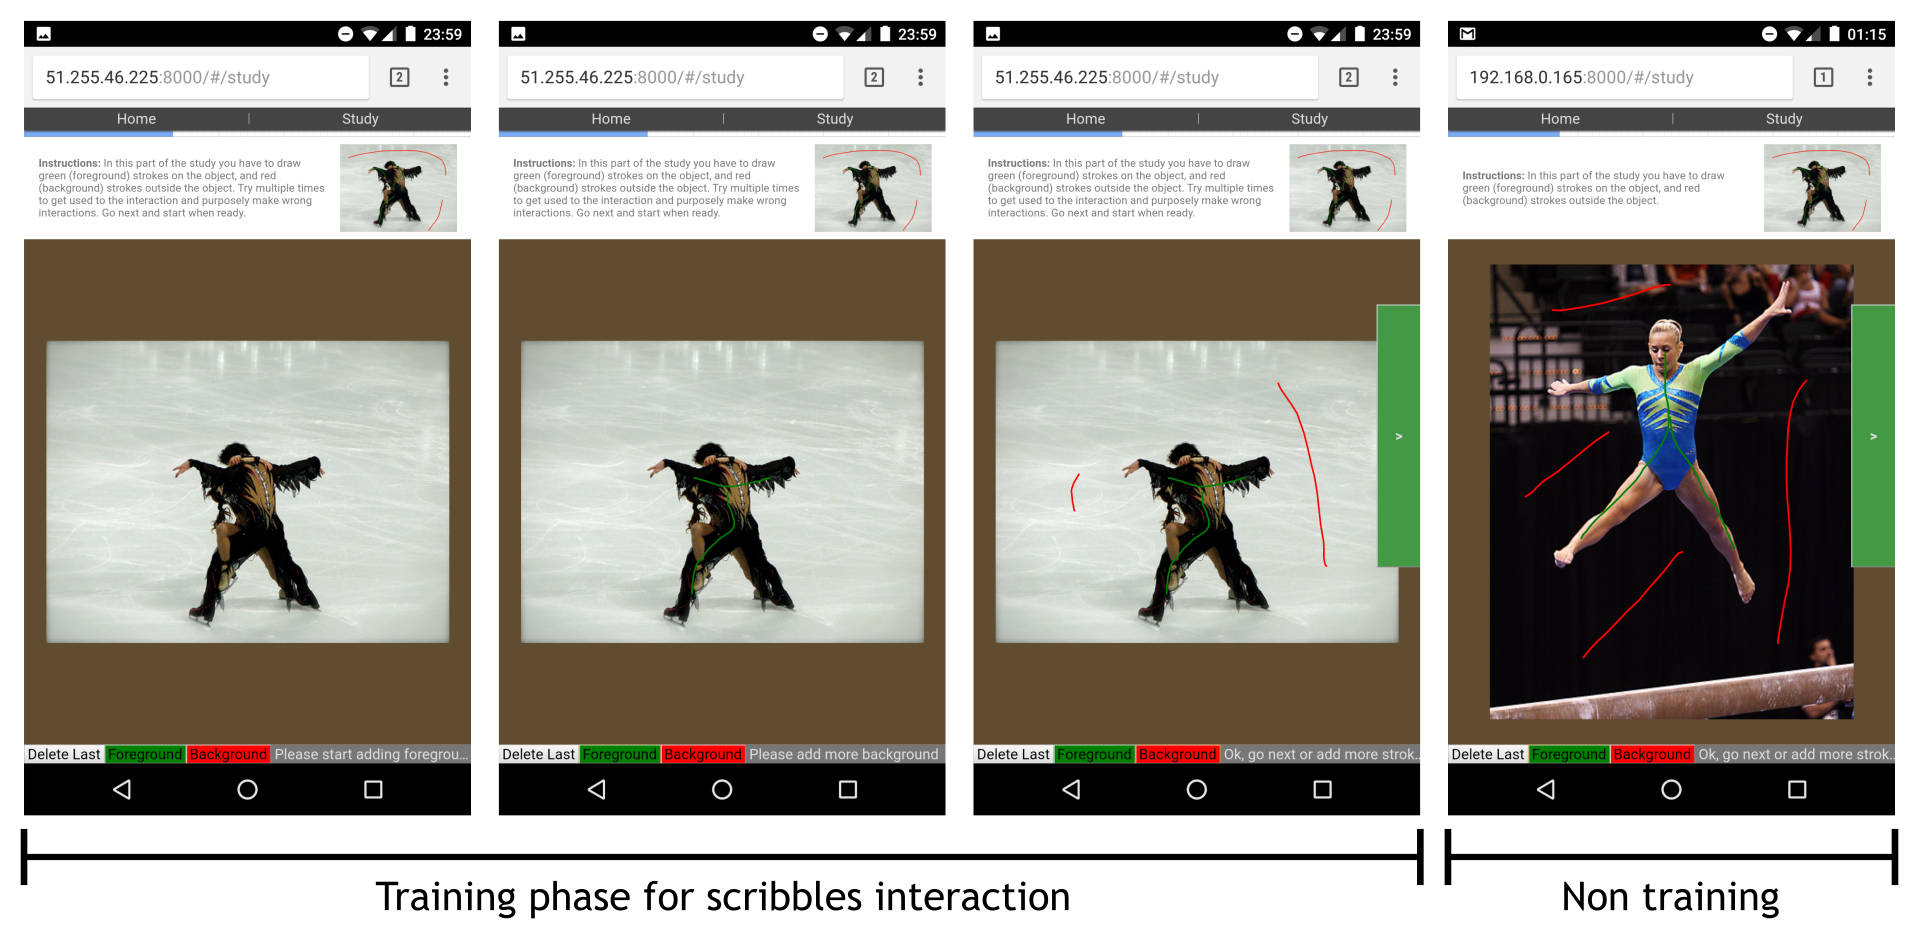 23:59
51.255.46.225:8000/#/study
2
Home | Study
Instructions: In this part of the study you have to draw
green (foreground) strokes on the object, and red
(background) strokes outside the object. Try multiple times
to get used to the interaction and purposely make wrong
interactions. Go next and start when ready.
Delete Last Foreground Background Please start adding foregrou...
23:59
51.255.46.225:8000/#/study
2
Home | Study
Instructions: In this part of the study you have to draw
green (foreground) strokes on the object, and red
(background) strokes outside the object. Try multiple times
to get used to the interaction and purposely make wrong
interactions. Go next and start when ready.
Delete Last Foreground Background Please add more background
23:59
51.255.46.225:8000/#/study
2
Home | Study
Instructions: In this part of the study you have to draw
green (foreground) strokes on the object, and red
(background) strokes outside the object. Try multiple times
to get used to the interaction and purposely make wrong
interactions. Go next and start when ready.
>
Delete Last Foreground Background Ok, go next or add more strok...
01:15
192.168.0.165:8000/#/study
1
Home | Study
Instructions: In this part of the study you have to draw
green (foreground) strokes on the object, and red
(background) strokes outside the object.
>
Delete Last Foreground Background Ok, go next or add more strok...
Training phase for scribbles interaction
Non training